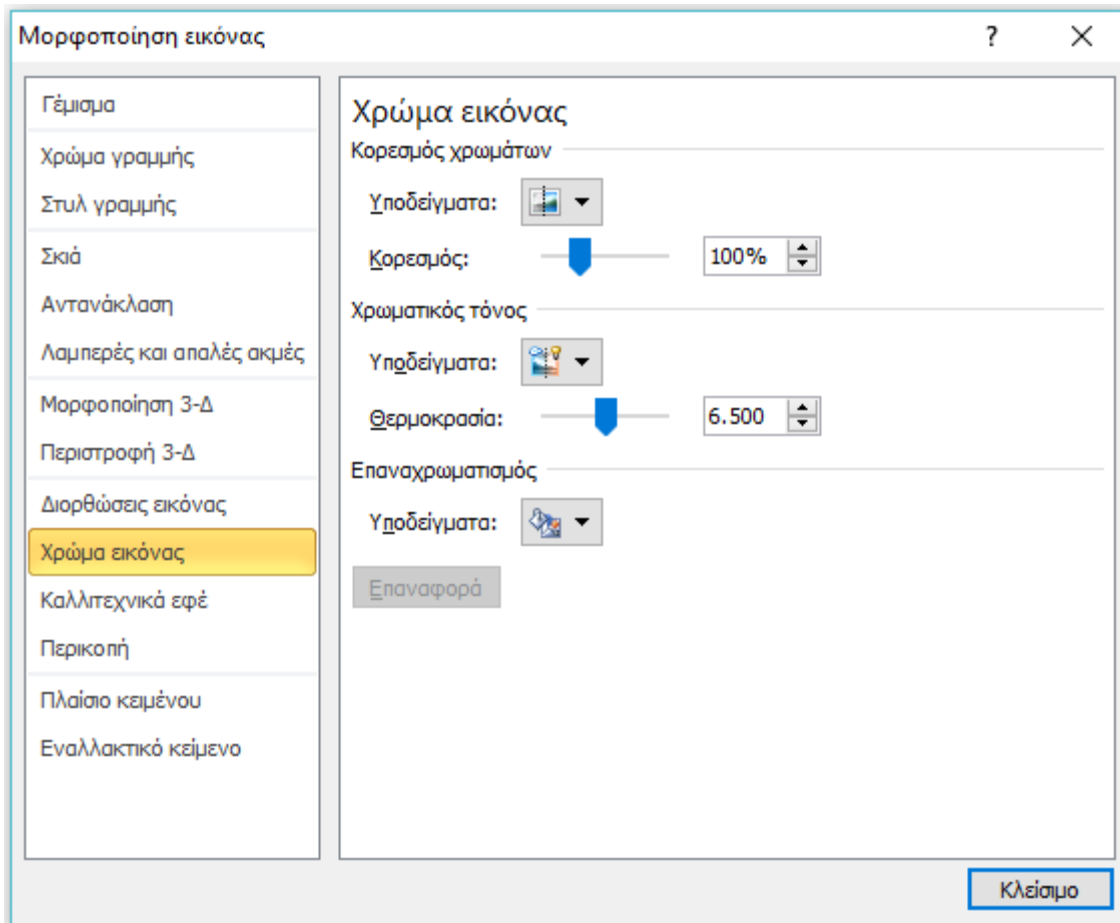 Μορφοποίηση εικόνας
Γέμισμα
Χρώμα γραμμής
Στυλ γραμμής
Σκιά
Αντανάκλαση
Λαμπερές και απαλές ακμές
Μορφοποίηση 3-Δ
Περιστροφή 3-Δ
Διορθώσεις εικόνας
Χρώμα εικόνας
Καλλιτεχνικά εφέ
Περικοπή
Πλαίσιο κειμένου
Εναλλακτικό κείμενο
Χρώμα εικόνας
Κορεσμός χρωμάτων
Υποδείγματα:
Κορεσμός: 100%
Χρωματικός τόνος
Υποδείγματα:
Θερμοκρασία: 6.500
Επαναχρωματισμός
Υποδείγματα:
Επαναφορά
Κλείσιμο